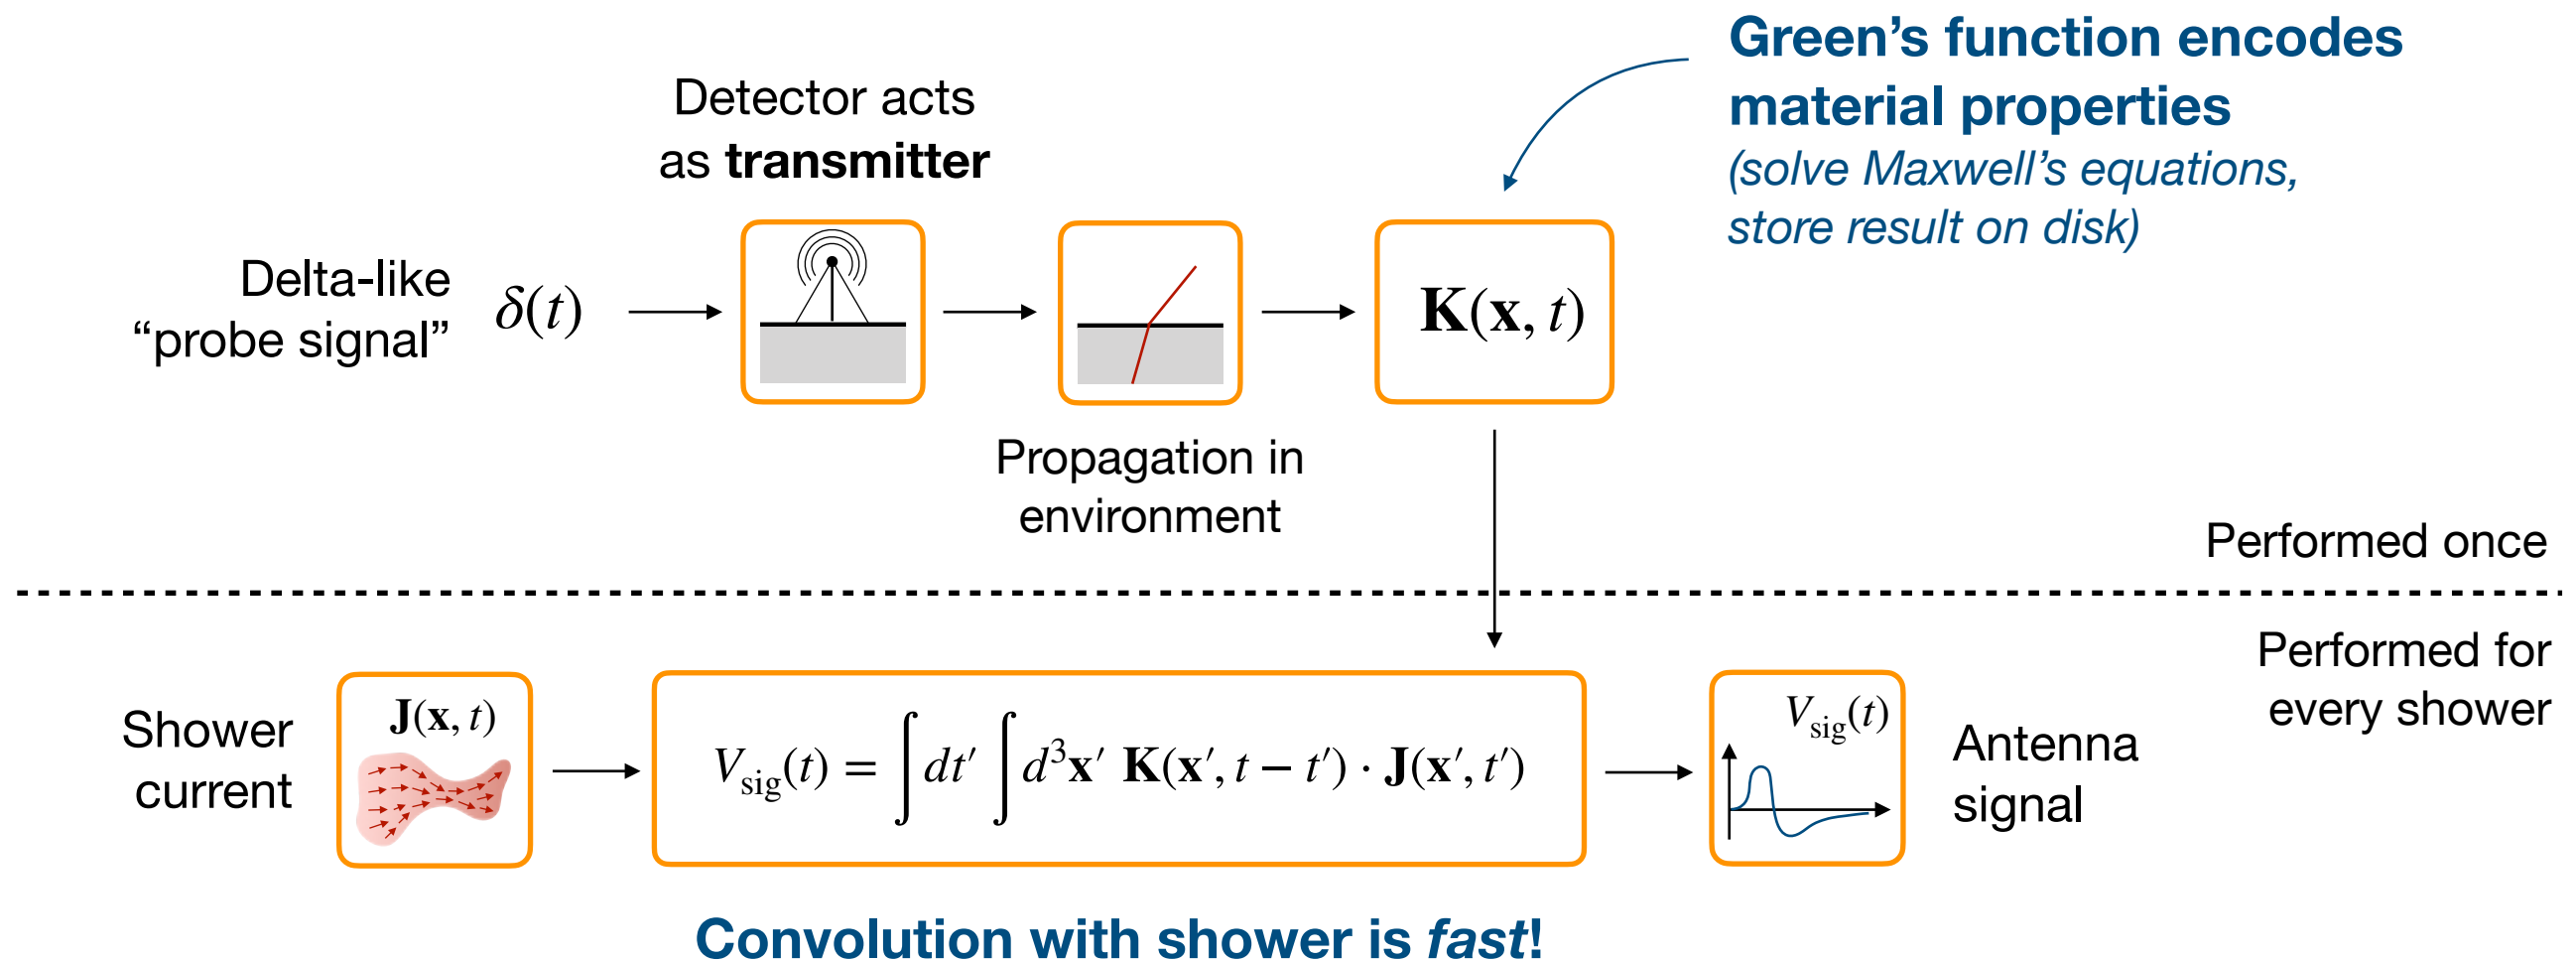 Green’s function encodes
material properties
(solve Maxwell’s equations,
store result on disk)
Detector acts
as transmitter
Delta-like
“probe signal”
δ(t)
K(x, t)
Propagation in
environment
Performed once
Performed for
every shower
Shower
current
J(x, t)
V_sig(t) = ∫ dt′ ∫ d³x′ K(x′, t − t′) · J(x′, t′)
V_sig(t)
Antenna
signal
Convolution with shower is fast!